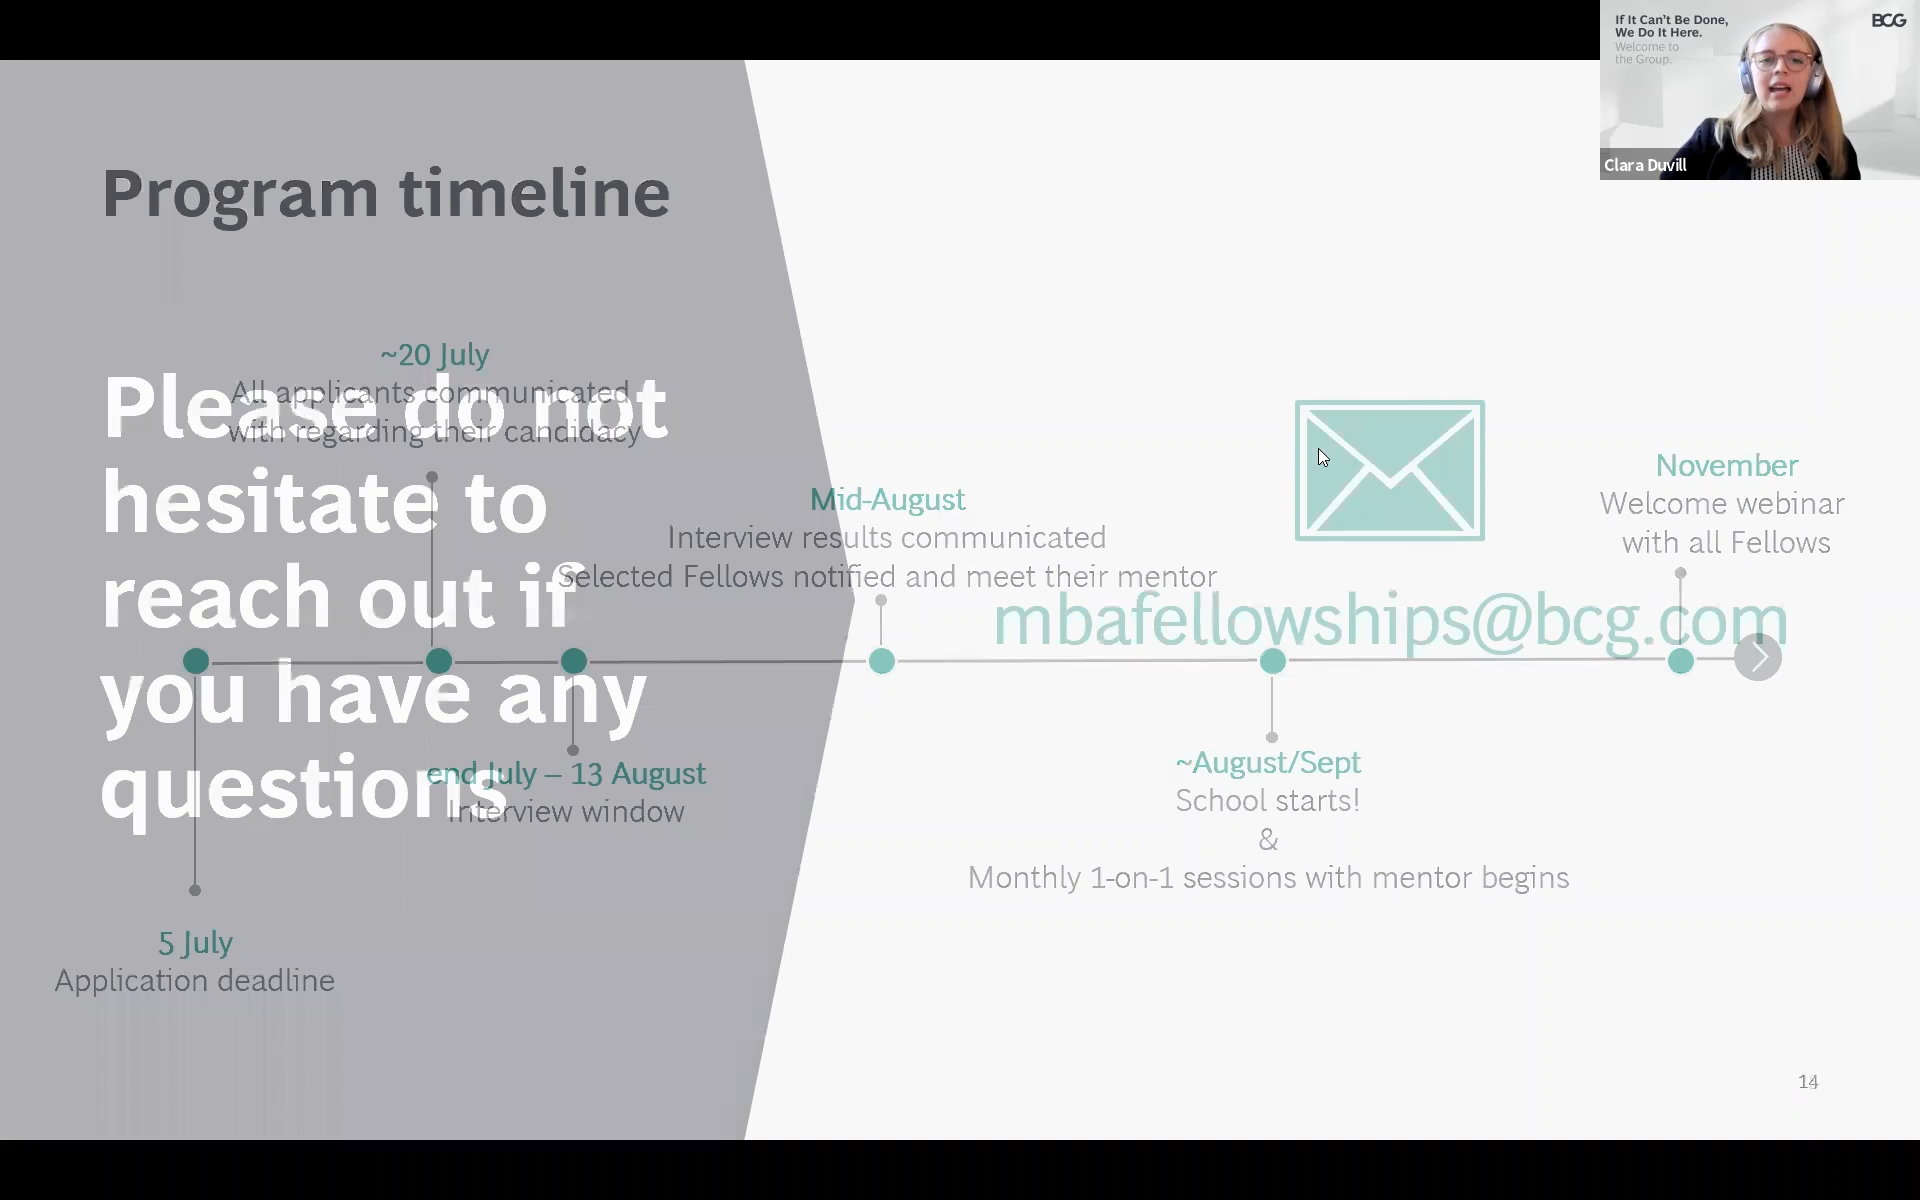 If It Can't Be Done,
We Do It Here.
Welcome to
the Group.
BCG
Clara Duvill
Program timeline
~20 July
All applicants communicated
with regarding their candidacy
Please do not
hesitate to
reach out if
you have any
questions
Mid-August
Interview results communicated
Selected Fellows notified and meet their mentor
November
Welcome webinar
with all Fellows
mbafellowships@bcg.com
end July – 13 August
Interview window
~August/Sept
School starts!
&
Monthly 1-on-1 sessions with mentor begins
5 July
Application deadline
14